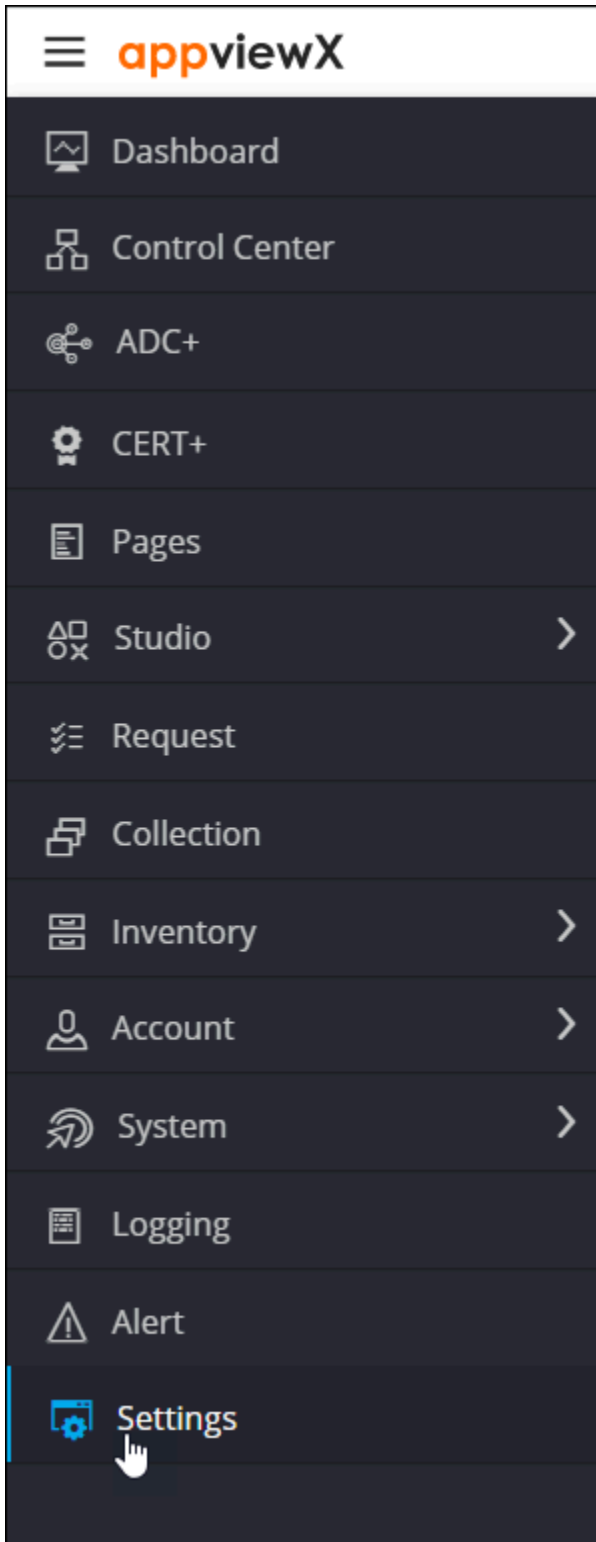 appviewX
Dashboard
Control Center
ADC+
CERT+
Pages
Studio
Request
Collection
Inventory
Account
System
Logging
Alert
Settings